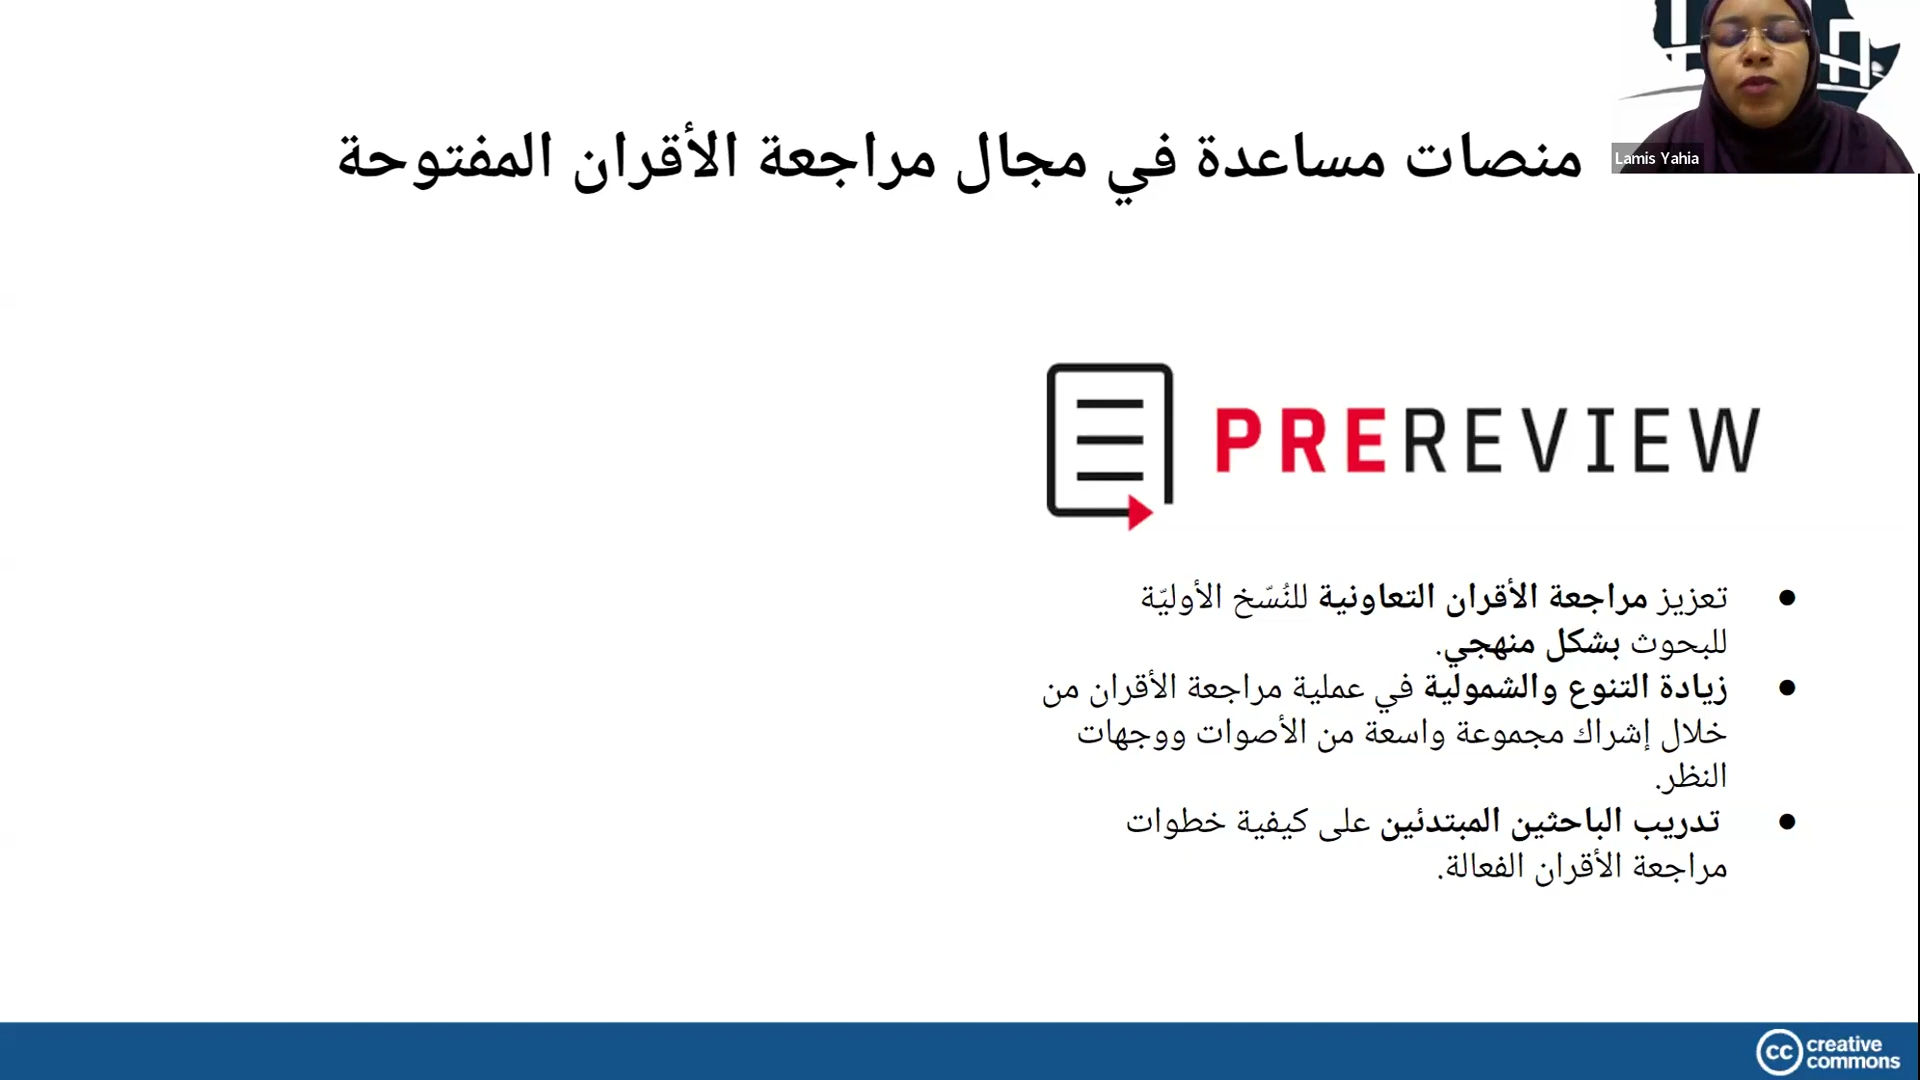 Lamis Yahia
منصات مساعدة في مجال مراجعة الأقران المفتوحة
PREREVIEW
● تعزيز مراجعة الأقران التعاونية للنُسّخ الأوليّة
للبحوث بشكل منهجي.
● زيادة التنوع والشمولية في عملية مراجعة الأقران من
خلال إشراك مجموعة واسعة من الأصوات ووجهات
النظر.
● تدريب الباحثين المبتدئين على كيفية خطوات
مراجعة الأقران الفعالة.
cc creative
commons